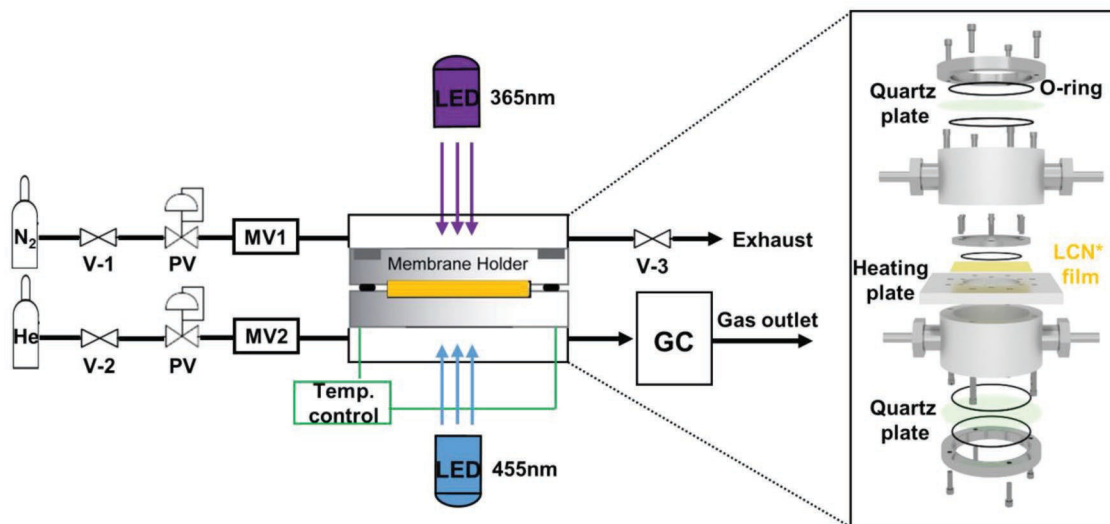 LED
365nm
N2
V-1
PV
MV1
Membrane Holder
V-3
Exhaust
He
V-2
PV
MV2
GC
Gas outlet
Temp.
control
LED
455nm
O-ring
Quartz
plate
LCN*
film
Heating
plate
Quartz
plate